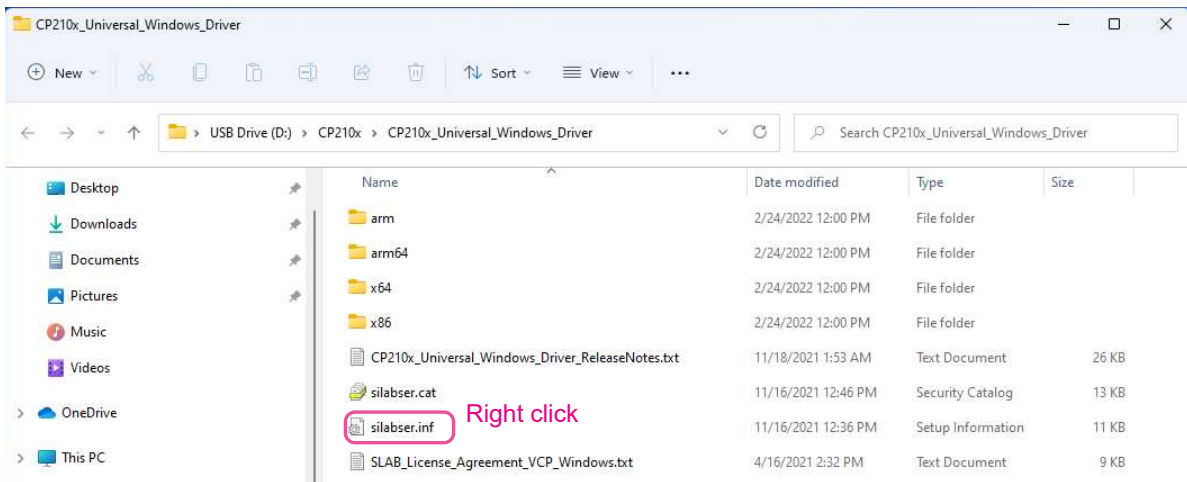 CP210x_Universal_Windows_Driver
New Sort View
USB Drive (D:) > CP210x > CP210x_Universal_Windows_Driver Search CP210x_Universal_Windows_Driver
Desktop
Downloads
Documents
Pictures
Music
Videos
OneDrive
This PC
Name Date modified Type Size
arm 2/24/2022 12:00 PM File folder
arm64 2/24/2022 12:00 PM File folder
x64 2/24/2022 12:00 PM File folder
x86 2/24/2022 12:00 PM File folder
CP210x_Universal_Windows_Driver_ReleaseNotes.txt 11/18/2021 1:53 AM Text Document 26 KB
silabser.cat 11/16/2021 12:46 PM Security Catalog 13 KB
silabser.inf Right click 11/16/2021 12:36 PM Setup Information 11 KB
SLAB_License_Agreement_VCP_Windows.txt 4/16/2021 2:32 PM Text Document 9 KB